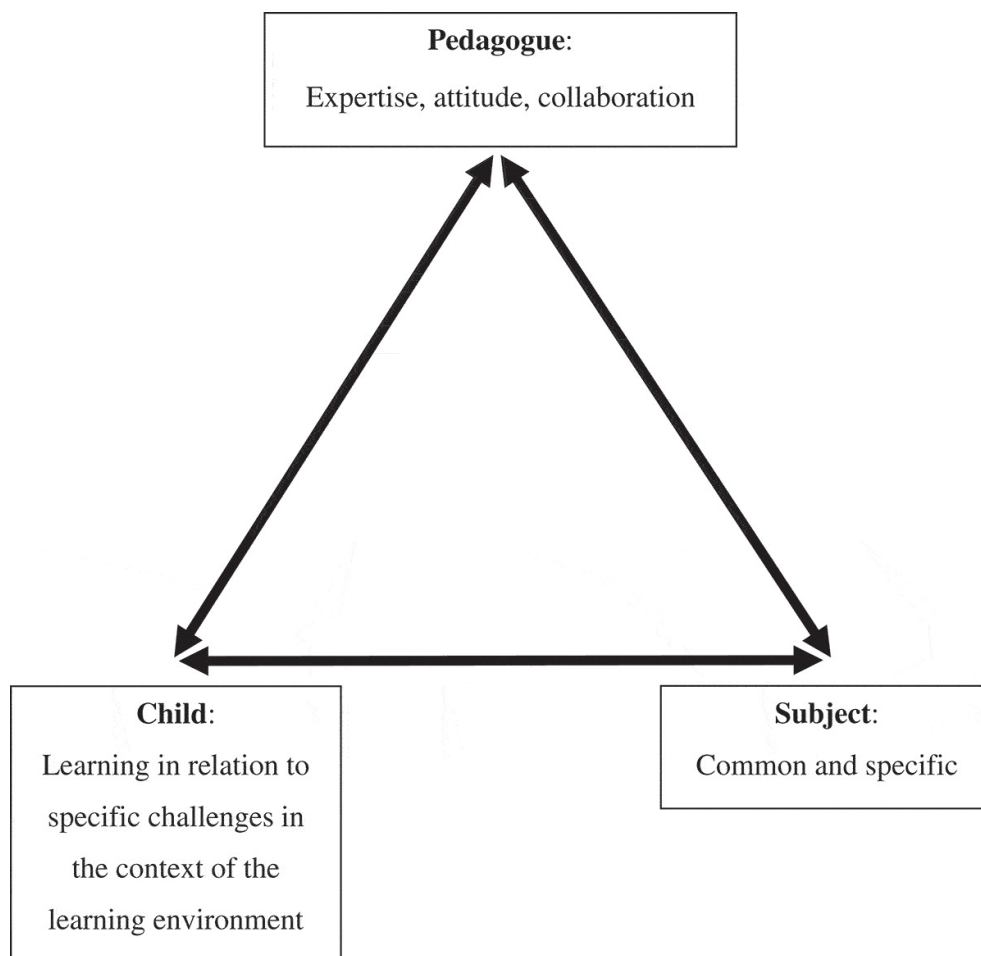 Pedagogue:
Expertise, attitude, collaboration
Child:
Learning in relation to
specific challenges in
the context of the
learning environment
Subject:
Common and specific